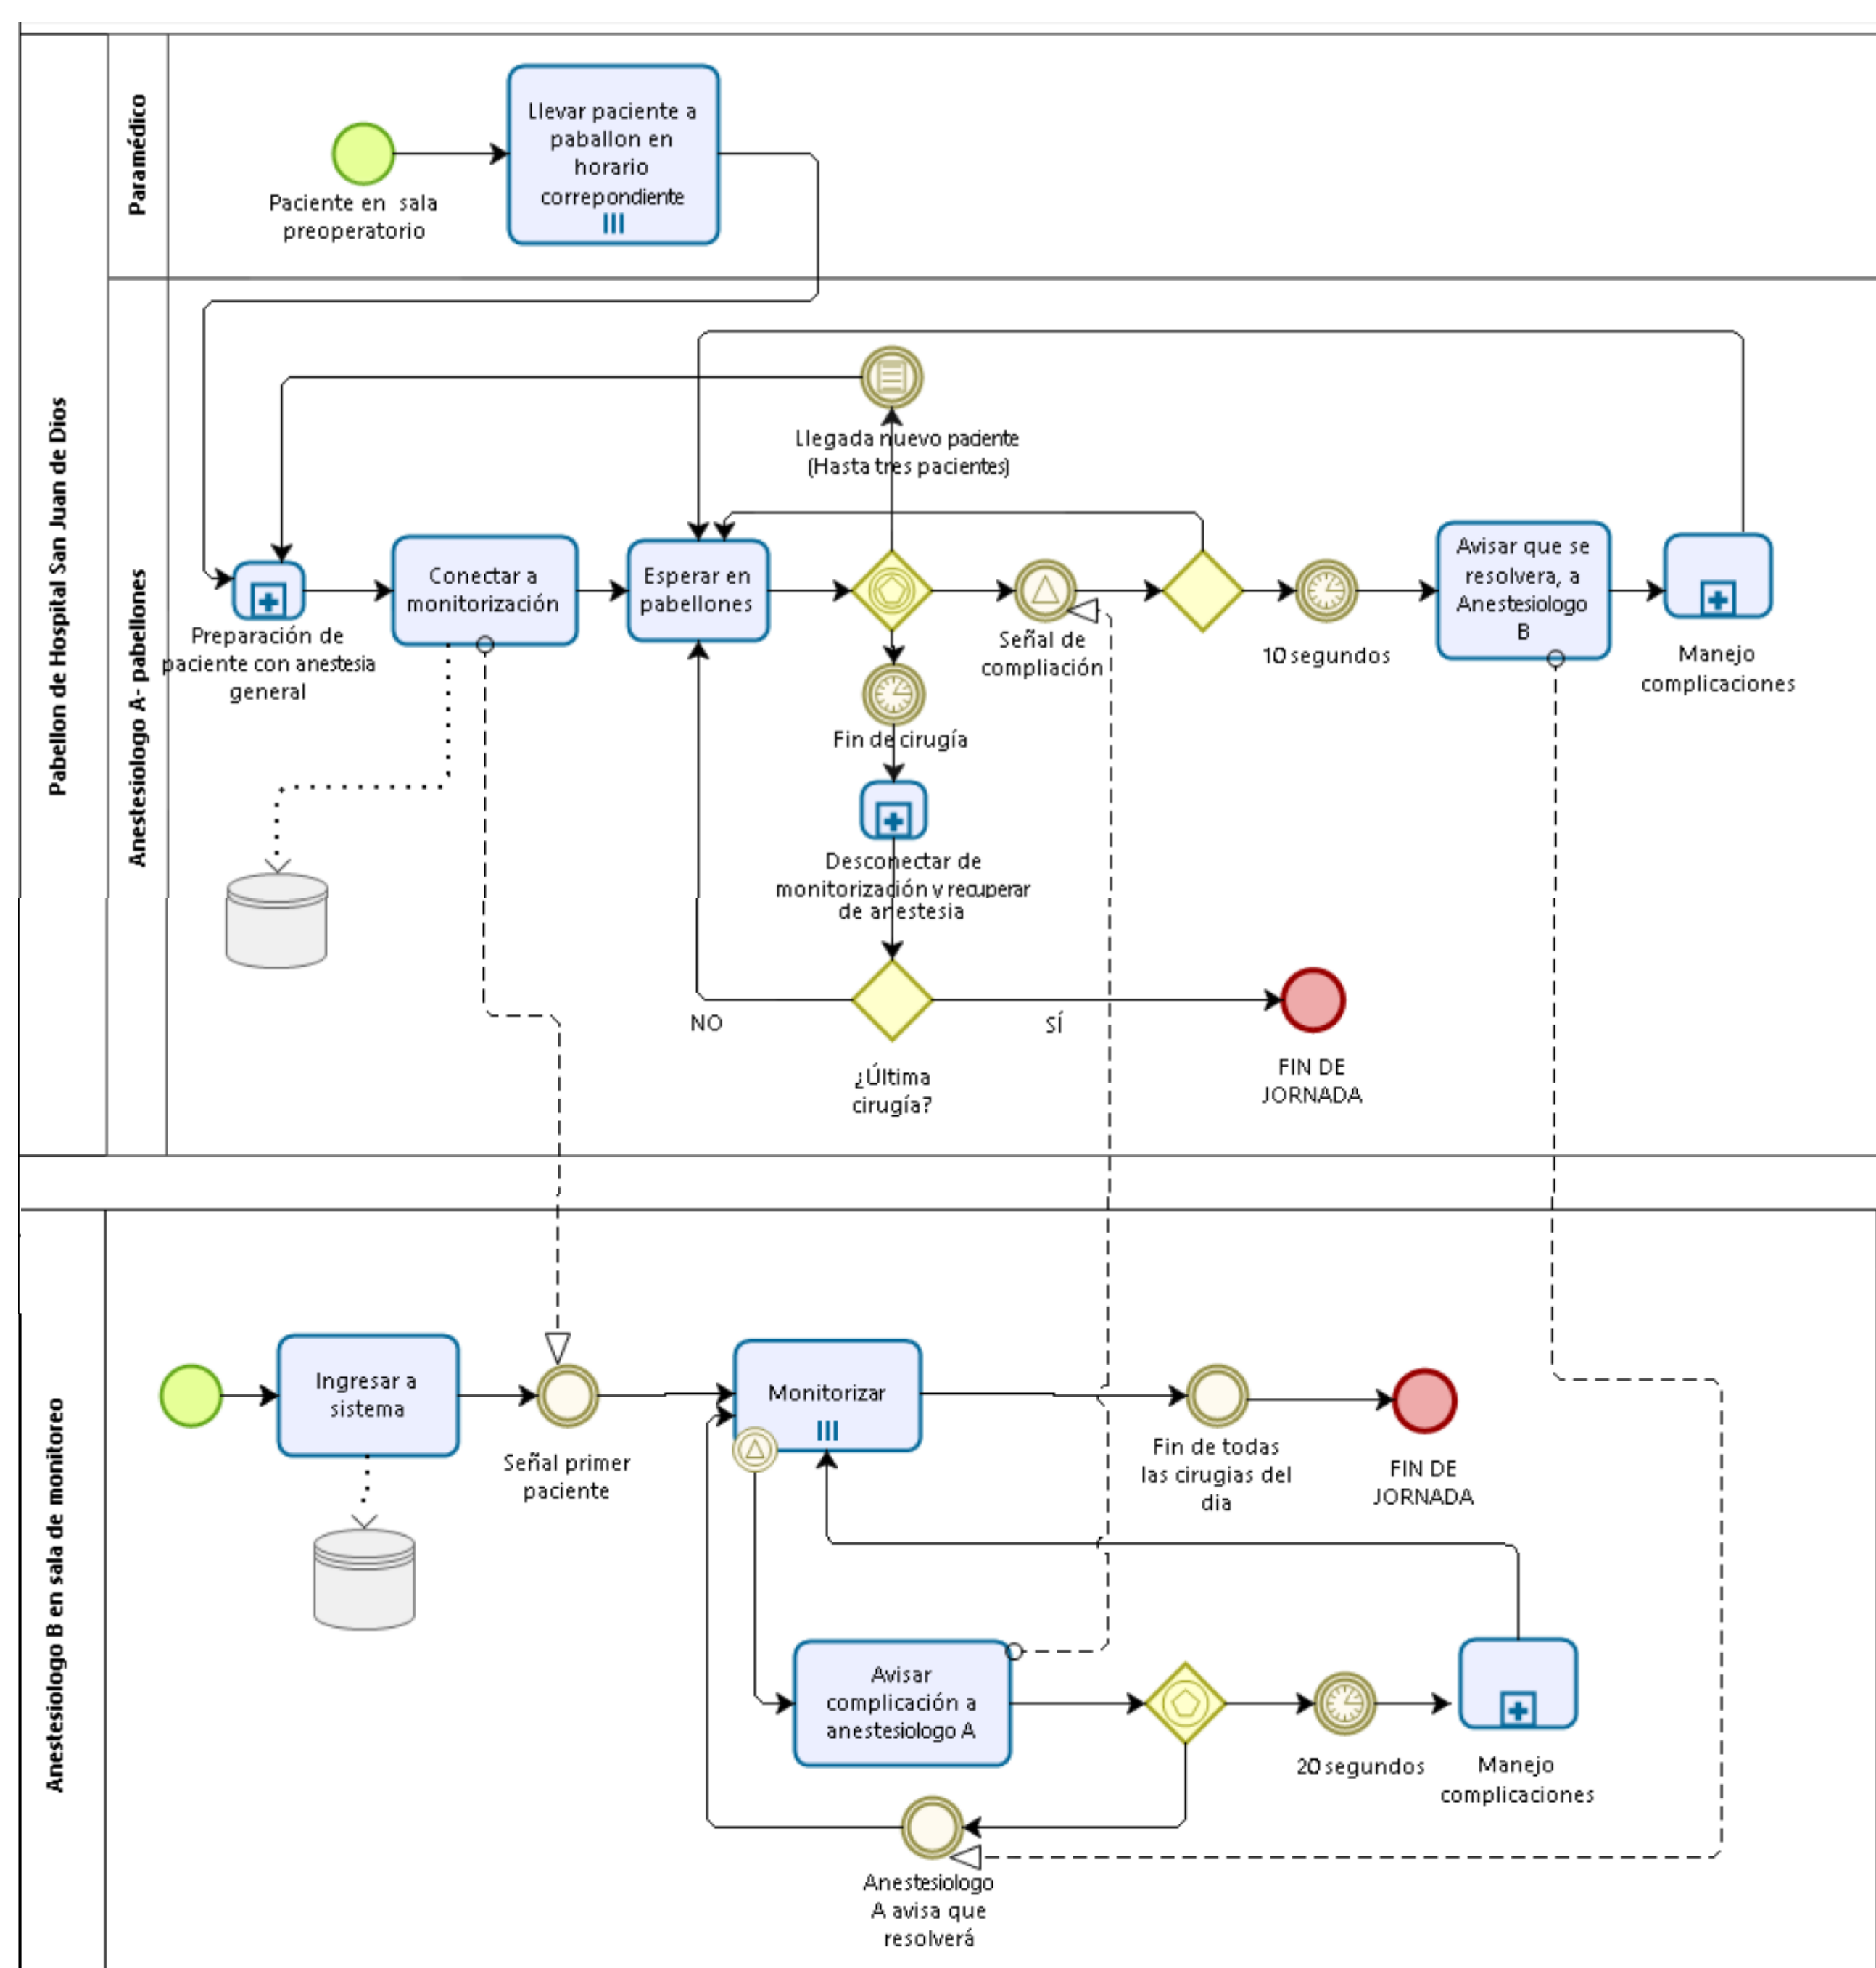 Pabellon de Hospital San Juan de Dios
Paramédico
Paciente en sala
preoperatorio
Llevar paciente a
paballon en
horario
correpondiente
Anestesiologo A- pabellones
Llegada nuevo paciente
(Hasta tres pacientes)
Preparación de
paciente con anestesia
general
Conectar a
monitorización
Esperar en
pabellones
Señal de
compliación
10 segundos
Avisar que se
resolvera, a
Anestesiologo
B
Manejo
complicaciones
Fin de cirugía
Desconectar de
monitorización y recuperar
de anestesia
NO
SÍ
¿Última
cirugía?
FIN DE
JORNADA
Anestesiologo B en sala de monitoreo
Ingresar a
sistema
Señal primer
paciente
Monitorizar
Fin de todas
las cirugias del
dia
FIN DE
JORNADA
Avisar
complicación a
anestesiologo A
20 segundos
Manejo
complicaciones
Anestesiologo
A avisa que
resolverá